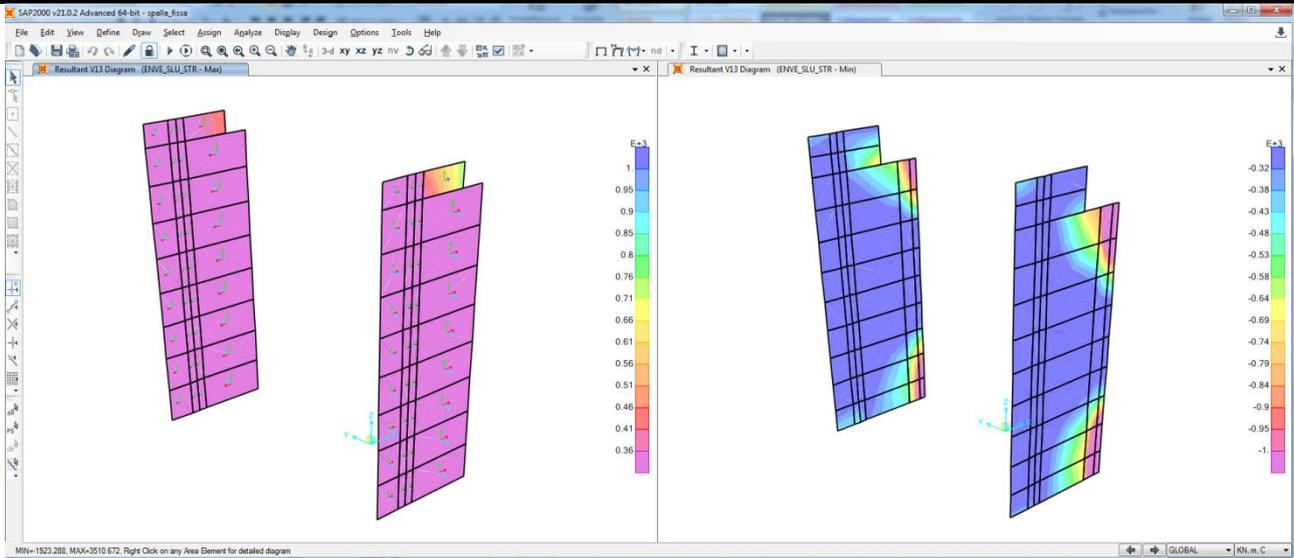 SAP2000 v21.0.2 Advanced 64-bit - spalla_fissa
File Edit View Define Draw Select Assign Analyze Display Design Options Tools Help
3-d xy xz yz nv nd
Resultant V13 Diagram (ENVE_SLU_STR - Max)
E+3
1.
0.95
0.9
0.85
0.8
0.76
0.71
0.66
0.61
0.56
0.51
0.46
0.41
0.36
Z
Y
Resultant V13 Diagram (ENVE_SLU_STR - Min)
E+3
-0.32
-0.38
-0.43
-0.48
-0.53
-0.58
-0.64
-0.69
-0.74
-0.79
-0.84
-0.9
-0.95
-1.
Z
Y
MIN=-1923.288, MAX=3510.672, Right Click on any Area Element for detailed diagram
GLOBAL KN, m, C